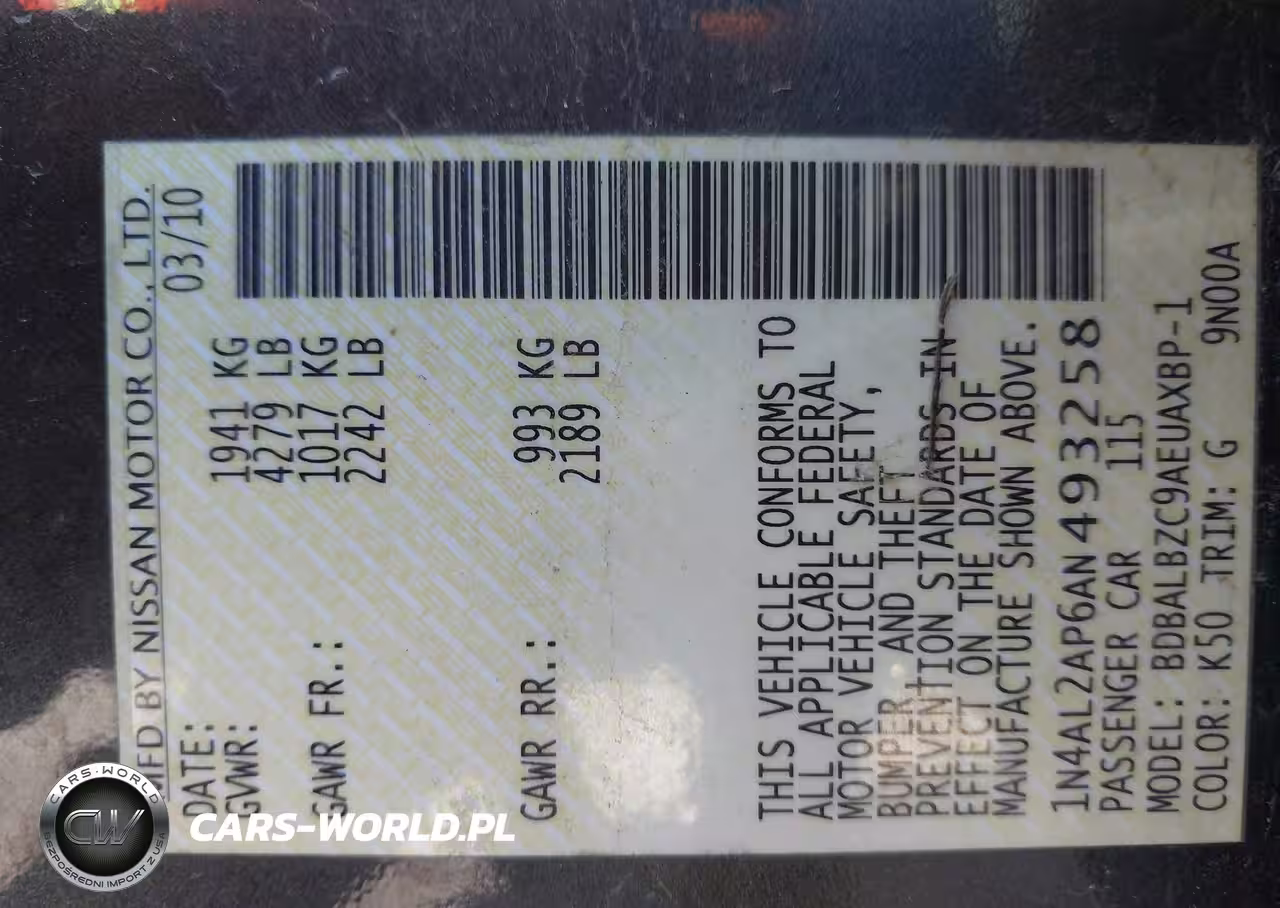 MFD BY NISSAN MOTOR CO., LTD.
DATE: 03/10
GVWR: 1941 KG
4279 LB
GAWR FR.: 1017 KG
2242 LB
GAWR RR.: 993 KG
2189 LB
THIS VEHICLE CONFORMS TO
ALL APPLICABLE FEDERAL
MOTOR VEHICLE SAFETY,
BUMPER AND THEFT
PREVENTION STANDARDS IN
EFFECT ON THE DATE OF
MANUFACTURE SHOWN ABOVE.
1N4AL2AP6AN493258
PASSENGER CAR 115
MODEL: BDBALBZC9AEUAXBP-1
COLOR: K50 TRIM: G 9N00A
CARS-WORLD
CW
BEZPOŚREDNI IMPORT Z USA
CARS-WORLD.PL